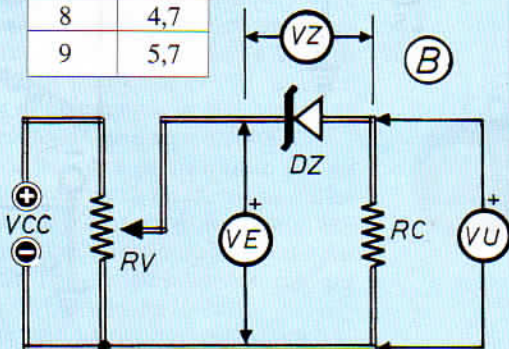 8 4,7
9 5,7
VZ
B
DZ
+
VCC
−
RV
+
VE
RC
+
VU